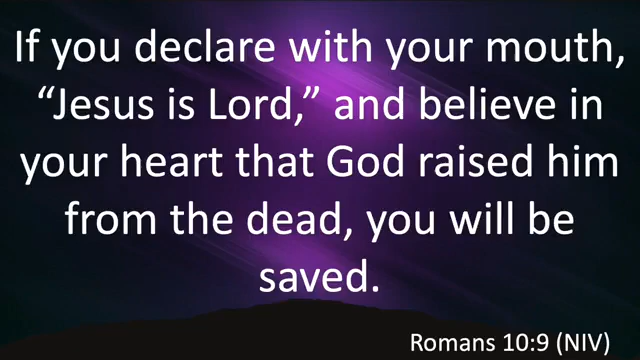 If you declare with your mouth,
“Jesus is Lord,” and believe in
your heart that God raised him
from the dead, you will be
saved.
Romans 10:9 (NIV)